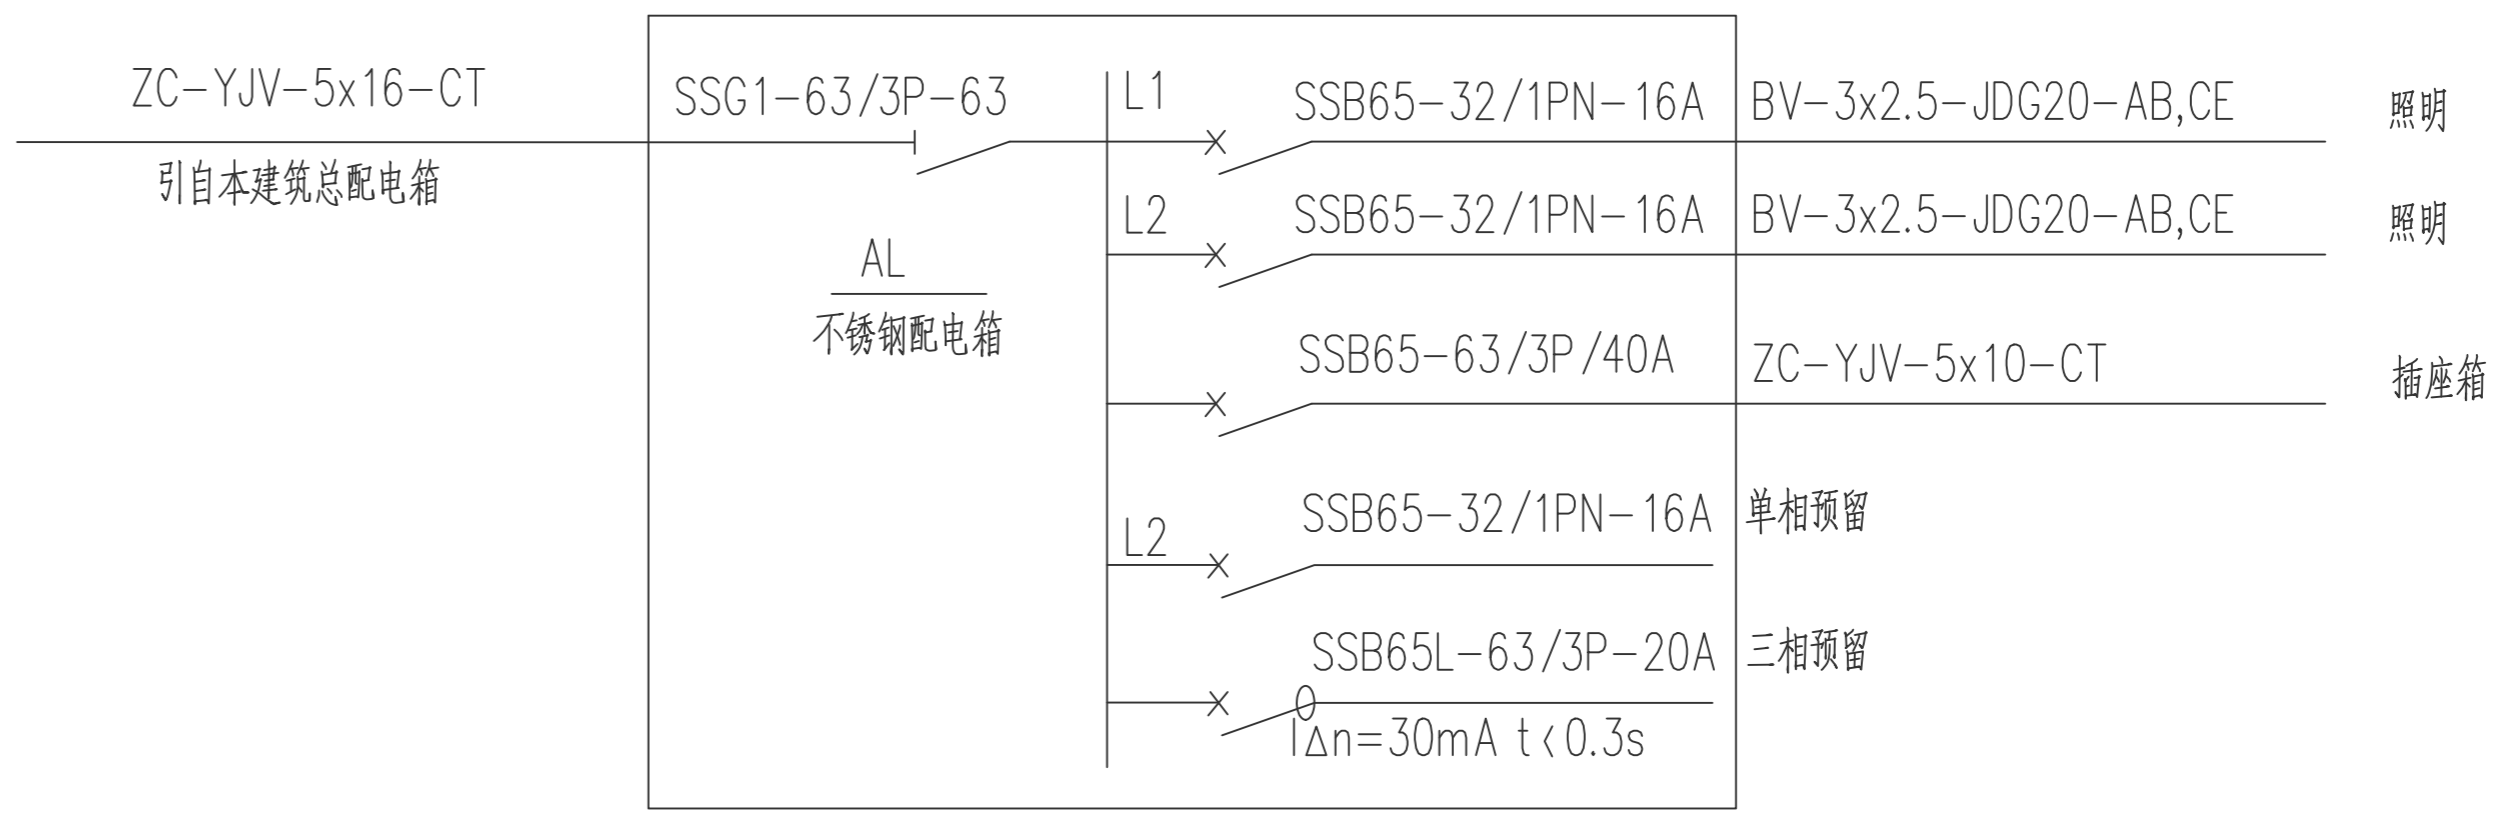 ZC-YJV-5x16-CT
引自本建筑总配电箱
SSG1-63/3P-63
AL
不锈钢配电箱
L1
SSB65-32/1PN-16A
BV-3x2.5-JDG20-AB,CE
照明
L2
SSB65-32/1PN-16A
BV-3x2.5-JDG20-AB,CE
照明
SSB65-63/3P/40A
ZC-YJV-5x10-CT
插座箱
L2
SSB65-32/1PN-16A
单相预留
SSB65L-63/3P-20A
三相预留
I△n=30mA t<0.3s